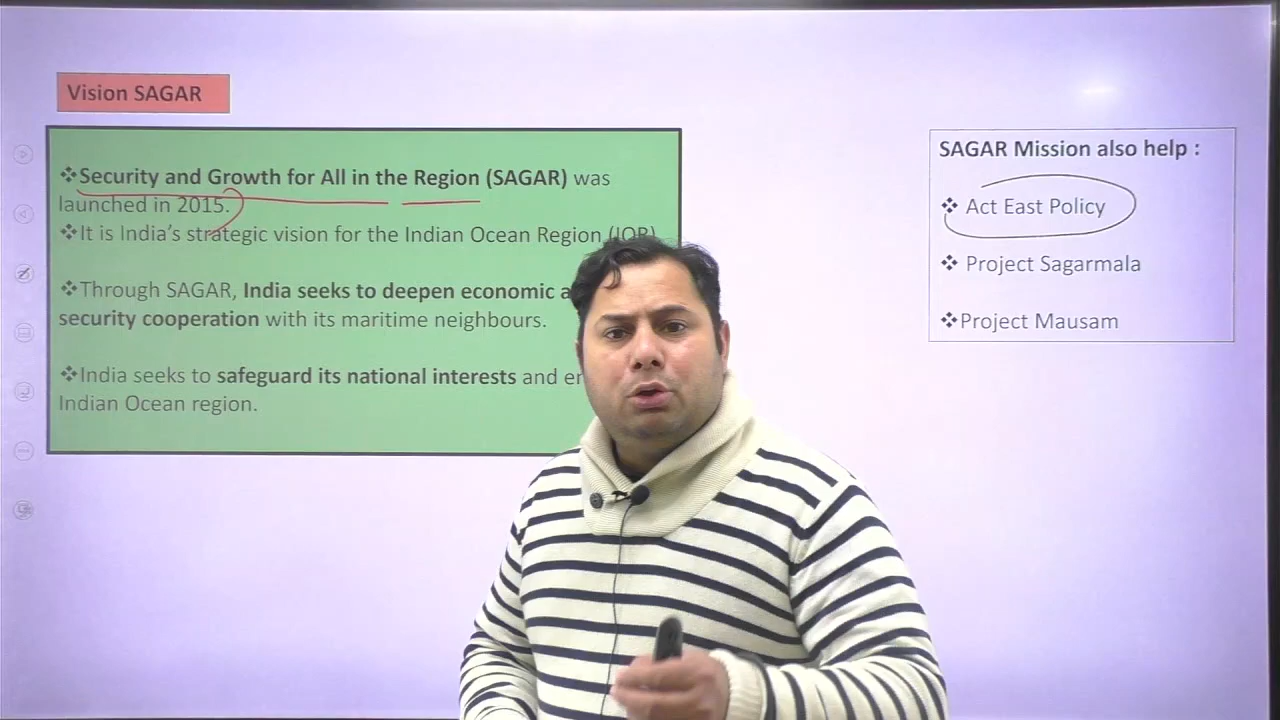 Vision SAGAR
❖Security and Growth for All in the Region (SAGAR) was
launched in 2015.
❖It is India's strategic vision for the Indian Ocean Region (IOR)
❖Through SAGAR, India seeks to deepen economic a
security cooperation with its maritime neighbours.
❖India seeks to safeguard its national interests and
Indian Ocean region.
SAGAR Mission also help :
❖ Act East Policy
❖ Project Sagarmala
❖Project Mausam